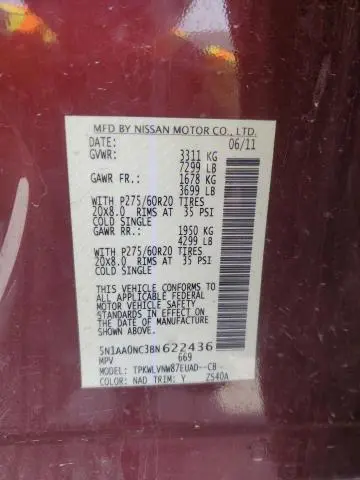 MFD BY NISSAN MOTOR CO., LTD.
DATE: 06/11
GVWR: 3311 KG
7299 LB
GAWR FR.: 1678 KG
3699 LB
WITH P275/60R20 TIRES
20X8.0 RIMS AT 35 PSI
COLD SINGLE
GAWR RR.: 1950 KG
4299 LB
WITH P275/60R20 TIRES
20X8.0 RIMS AT 35 PSI
COLD SINGLE
THIS VEHICLE CONFORMS TO ALL
APPLICABLE FEDERAL MOTOR VEHICLE
STANDARDS IN EFFECT ON THE
DATE OF MANUFACTURE
SHOWN ABOVE.
5N1AA0NC3BN622436
MPV 669
MODEL: TPKWLVNW87EUAD--CB
COLOR: NAD TRIM: Y ZS40A